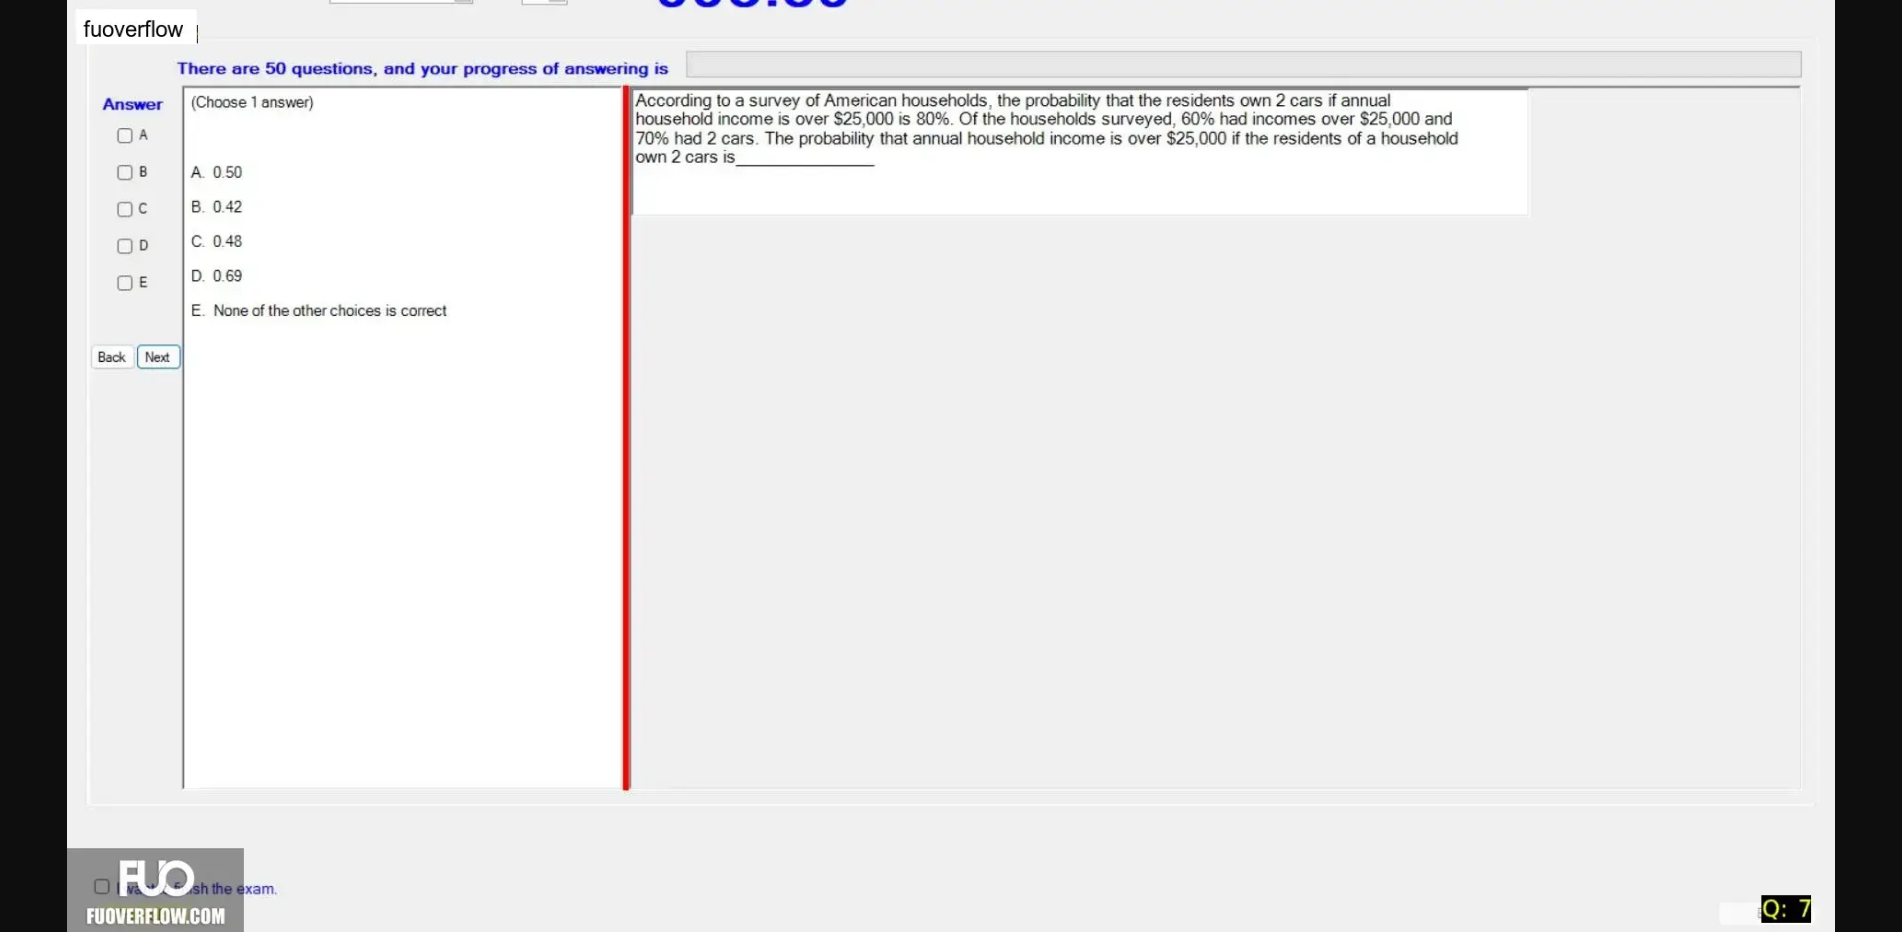 fuoverflow
There are 50 questions, and your progress of answering is
Answer
(Choose 1 answer)
A
B
C
D
E
A. 0.50
B. 0.42
C. 0.48
D. 0.69
E. None of the other choices is correct
Back Next
According to a survey of American households, the probability that the residents own 2 cars if annual
household income is over $25,000 is 80%. Of the households surveyed, 60% had incomes over $25,000 and
70% had 2 cars. The probability that annual household income is over $25,000 if the residents of a household
own 2 cars is_______________
FUO
the exam.
FUOVERFLOW.COM
Q: 7